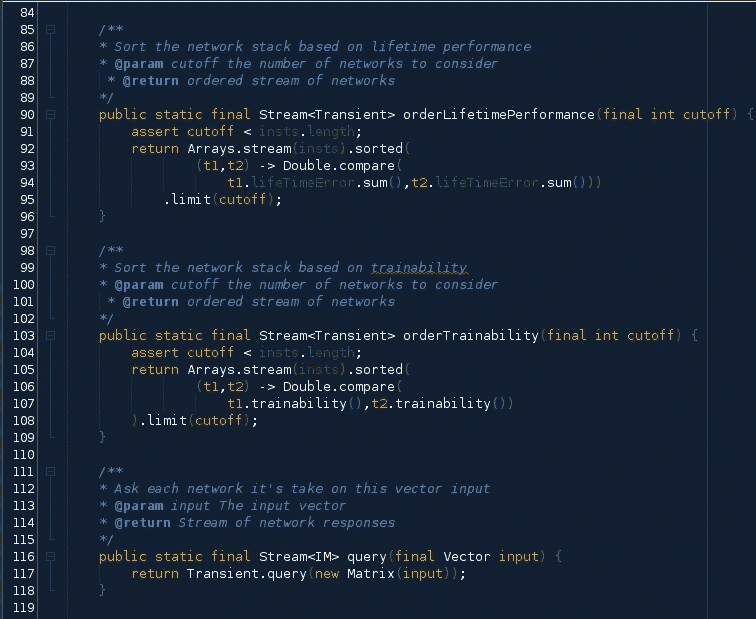 84
85 /**
86 * Sort the network stack based on lifetime performance
87 * @param cutoff the number of networks to consider
88  * @return ordered stream of networks
89 */
90 public static final Stream<Transient> orderLifetimePerformance(final int cutoff) {
91     assert cutoff < insts.length;
92     return Arrays.stream(insts).sorted(
93             (t1,t2) -> Double.compare(
94                 t1.lifeTimeError.sum(),t2.lifeTimeError.sum()))
95         .limit(cutoff);
96 }
97
98 /**
99 * Sort the network stack based on trainability
100 * @param cutoff the number of networks to consider
101  * @return ordered stream of networks
102 */
103 public static final Stream<Transient> orderTrainability(final int cutoff) {
104     assert cutoff < insts.length;
105     return Arrays.stream(insts).sorted(
106             (t1,t2) -> Double.compare(
107                 t1.trainability(),t2.trainability())
108     ).limit(cutoff);
109 }
110
111 /**
112 * Ask each network it's take on this vector input
113 * @param input The input vector
114 * @return Stream of network responses
115 */
116 public static final Stream<IM> query(final Vector input) {
117     return Transient.query(new Matrix(input));
118 }
119